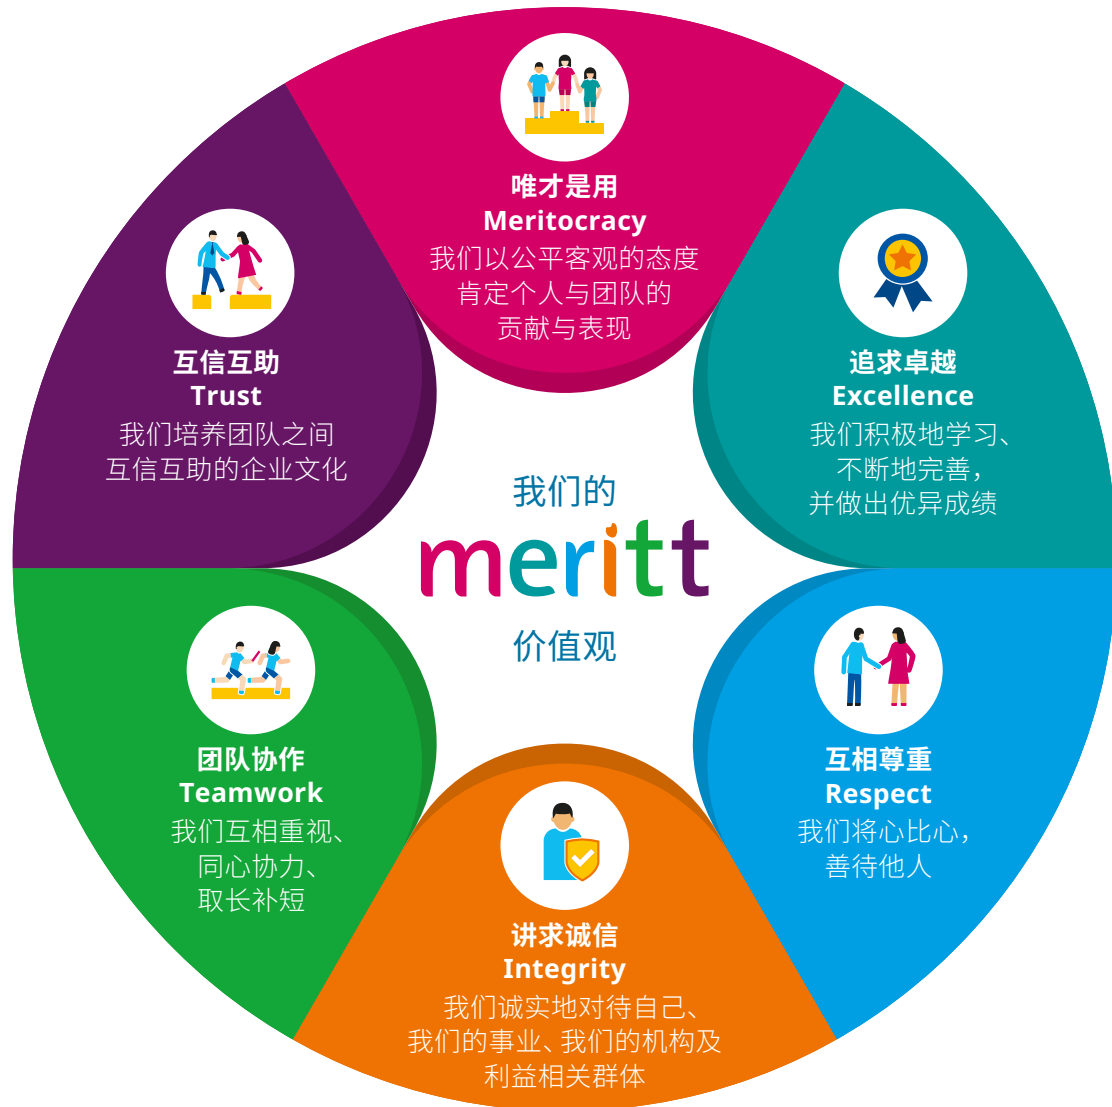 唯才是用
Meritocracy
我们以公平客观的态度
肯定个人与团队的
贡献与表现
追求卓越
Excellence
我们积极地学习、
不断地完善，
并做出优异成绩
互相尊重
Respect
我们将心比心，
善待他人
讲求诚信
Integrity
我们诚实地对待自己、
我们的事业、我们的机构及
利益相关群体
团队协作
Teamwork
我们互相重视、
同心协力、
取长补短
互信互助
Trust
我们培养团队之间
互信互助的企业文化
我们的
meritt
价值观